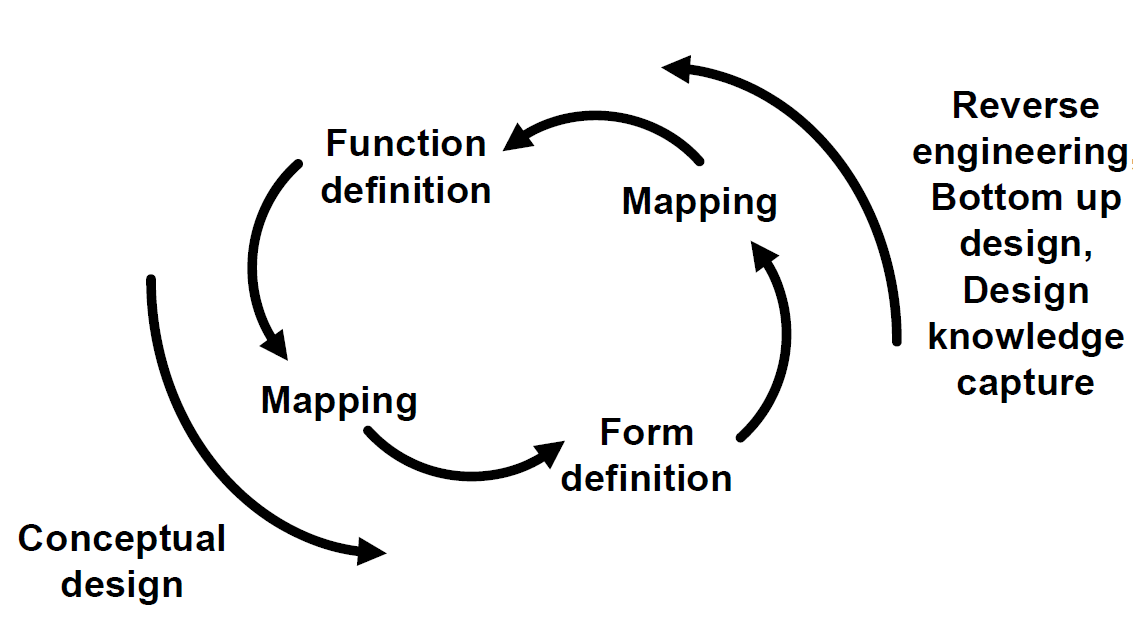 Function
definition
Mapping
Reverse
engineering,
Bottom up
design,
Design
knowledge
capture
Mapping
Form
definition
Conceptual
design